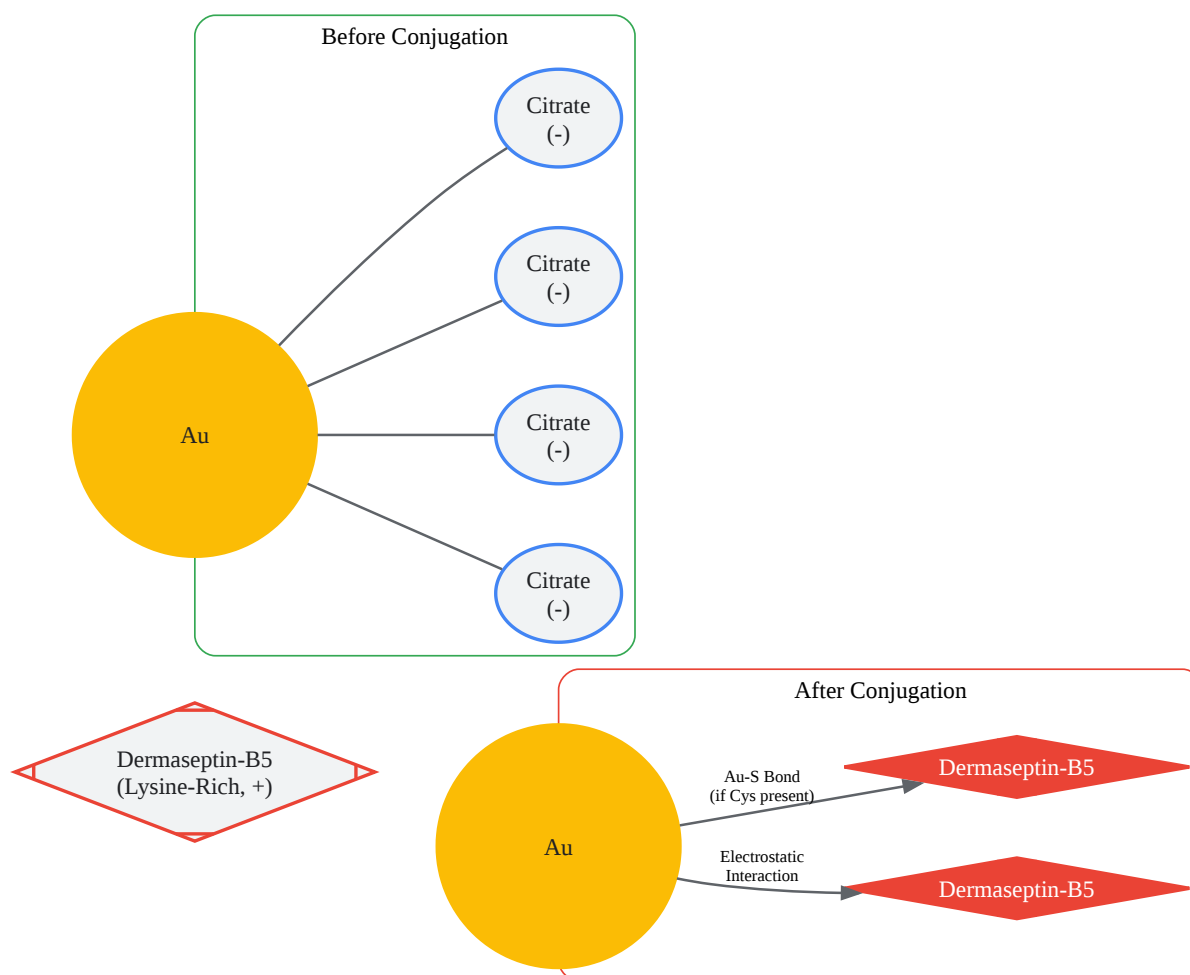 Before Conjugation
Citrate
(-)
Citrate
(-)
Au
Citrate
(-)
Citrate
(-)
After Conjugation
Dermaseptin-B5
(Lysine-Rich, +)
Au
Au-S Bond
(if Cys present)
Dermaseptin-B5
Electrostatic
Interaction
Dermaseptin-B5